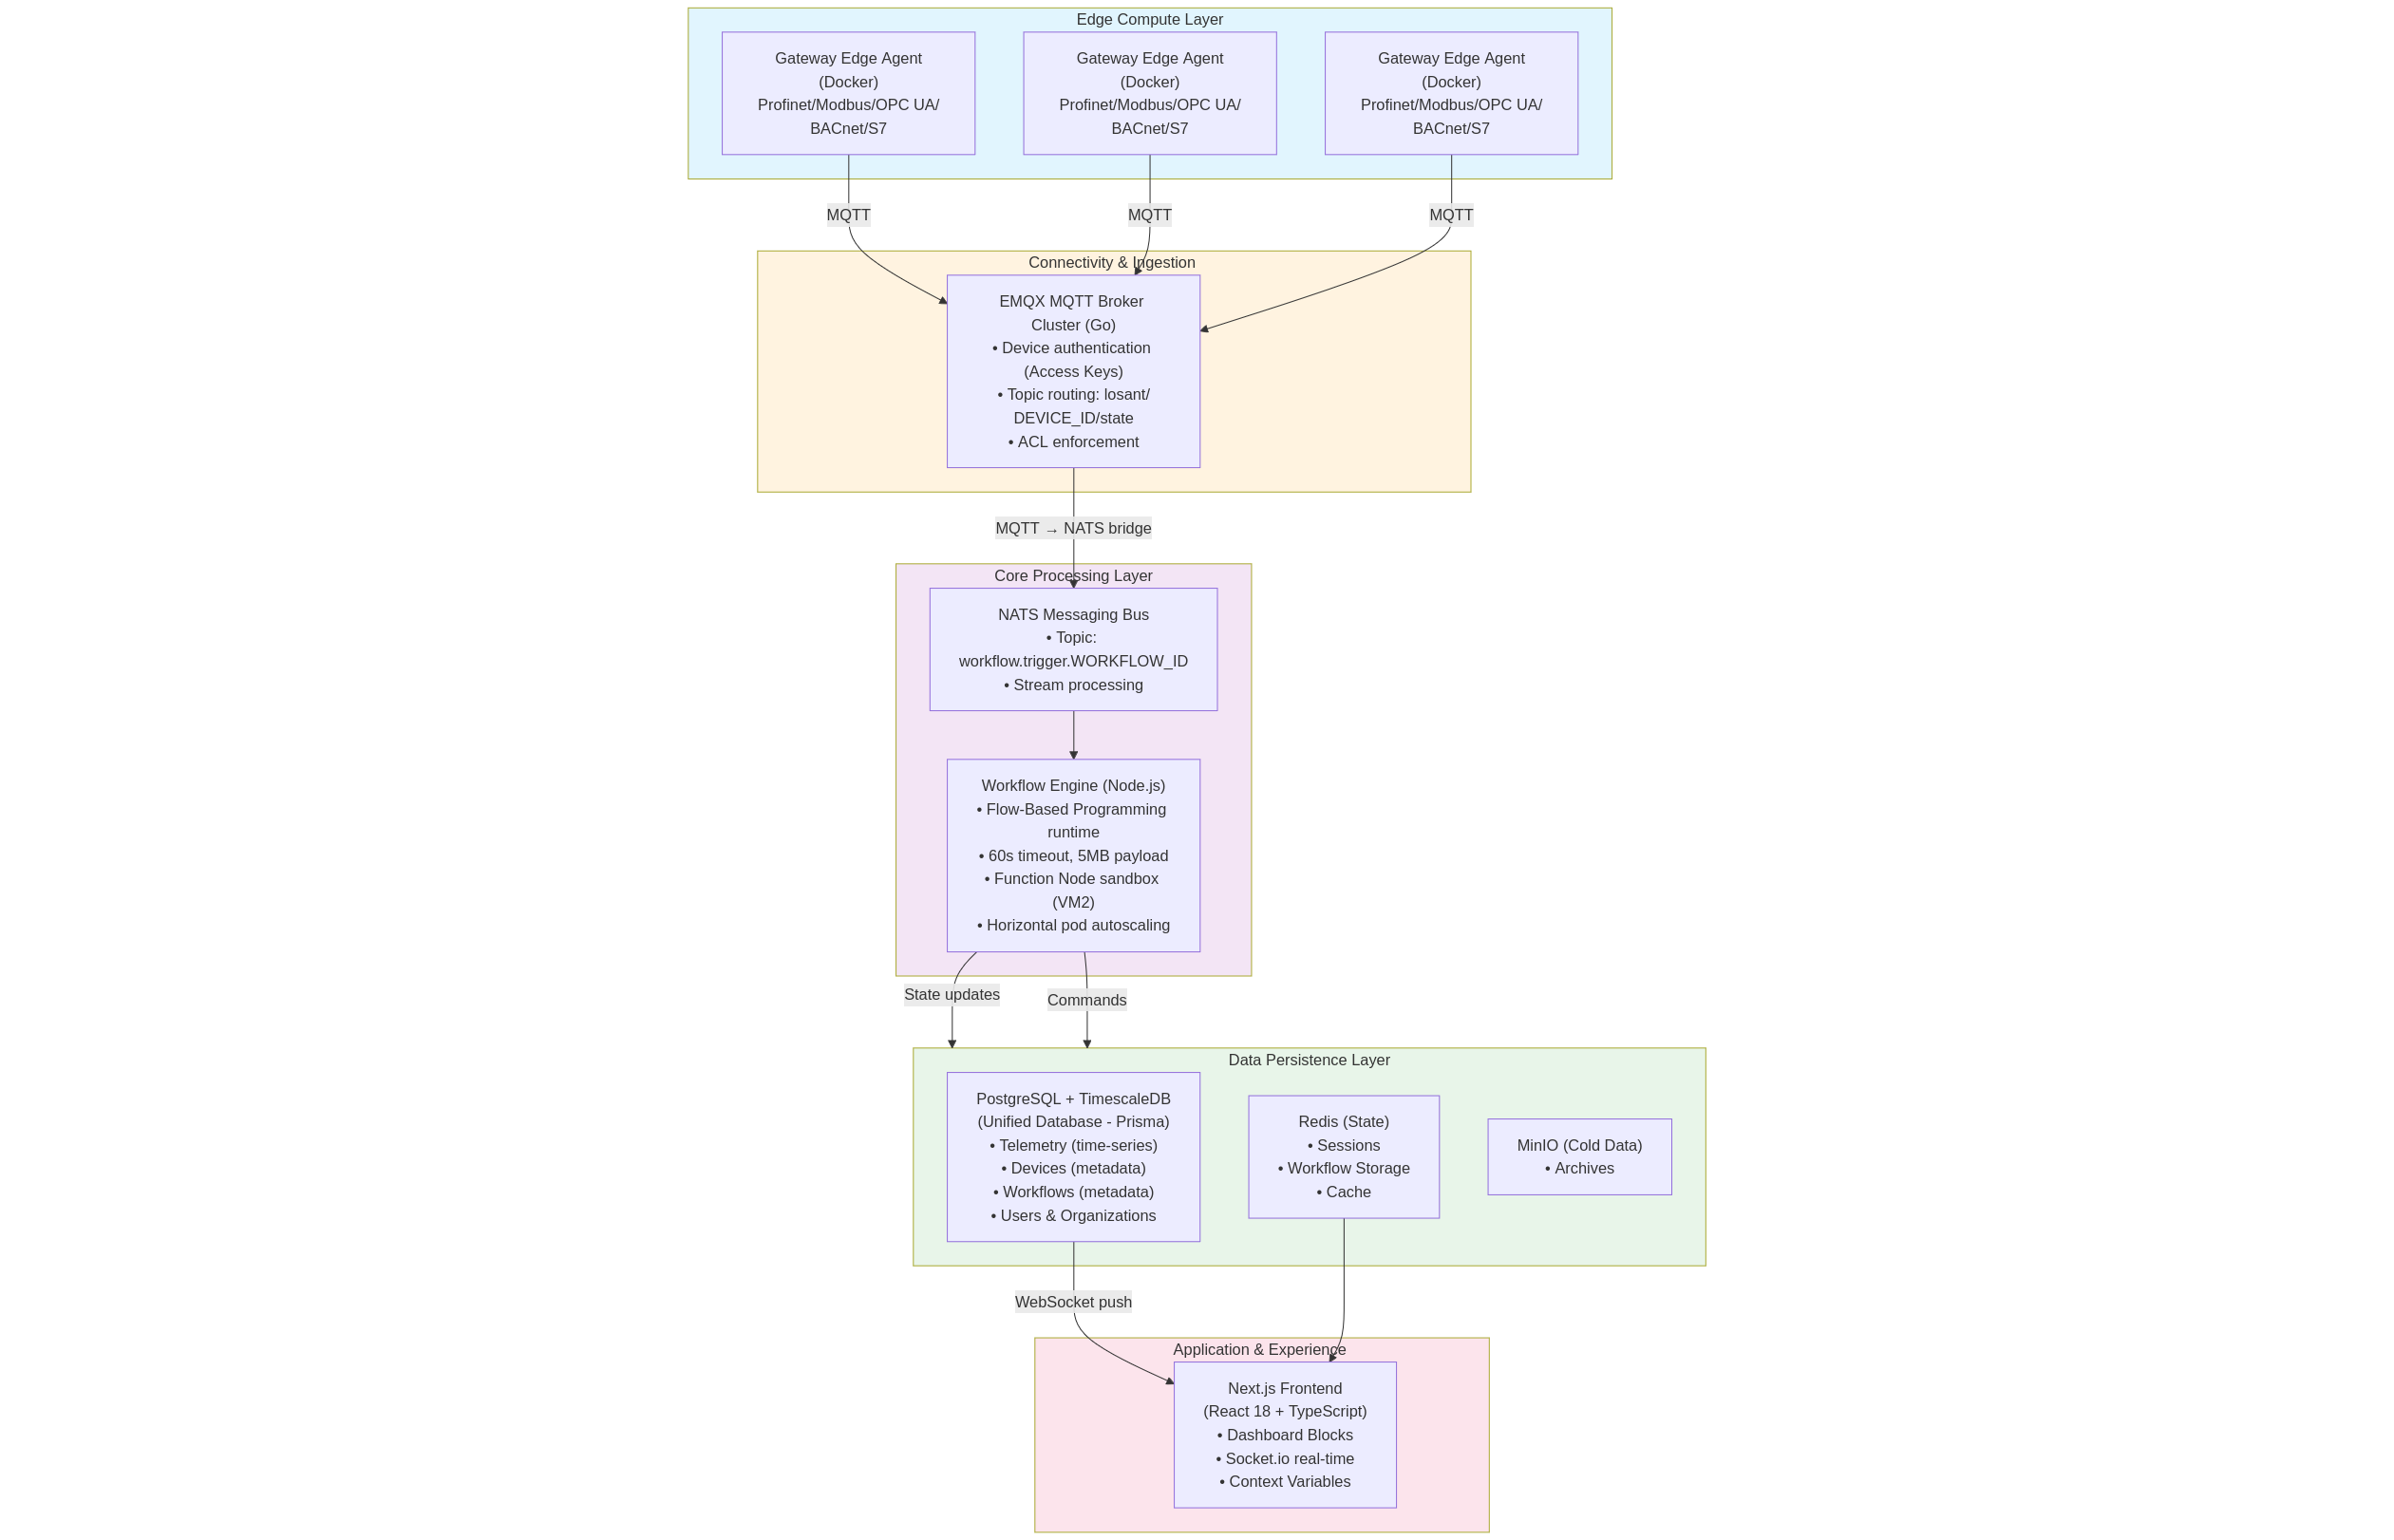 Edge Compute Layer
Gateway Edge Agent
(Docker)
Profinet/Modbus/OPC UA/
BACnet/S7
Gateway Edge Agent
(Docker)
Profinet/Modbus/OPC UA/
BACnet/S7
Gateway Edge Agent
(Docker)
Profinet/Modbus/OPC UA/
BACnet/S7
MQTT
MQTT
MQTT
Connectivity & Ingestion
EMQX MQTT Broker
Cluster (Go)
• Device authentication
(Access Keys)
• Topic routing: losant/
DEVICE_ID/state
• ACL enforcement
MQTT → NATS bridge
Core Processing Layer
NATS Messaging Bus
• Topic:
workflow.trigger.WORKFLOW_ID
• Stream processing
Workflow Engine (Node.js)
• Flow-Based Programming
runtime
• 60s timeout, 5MB payload
• Function Node sandbox
(VM2)
• Horizontal pod autoscaling
State updates
Commands
Data Persistence Layer
PostgreSQL + TimescaleDB
(Unified Database - Prisma)
• Telemetry (time-series)
• Devices (metadata)
• Workflows (metadata)
• Users & Organizations
Redis (State)
• Sessions
• Workflow Storage
• Cache
MinIO (Cold Data)
• Archives
WebSocket push
Application & Experience
Next.js Frontend
(React 18 + TypeScript)
• Dashboard Blocks
• Socket.io real-time
• Context Variables